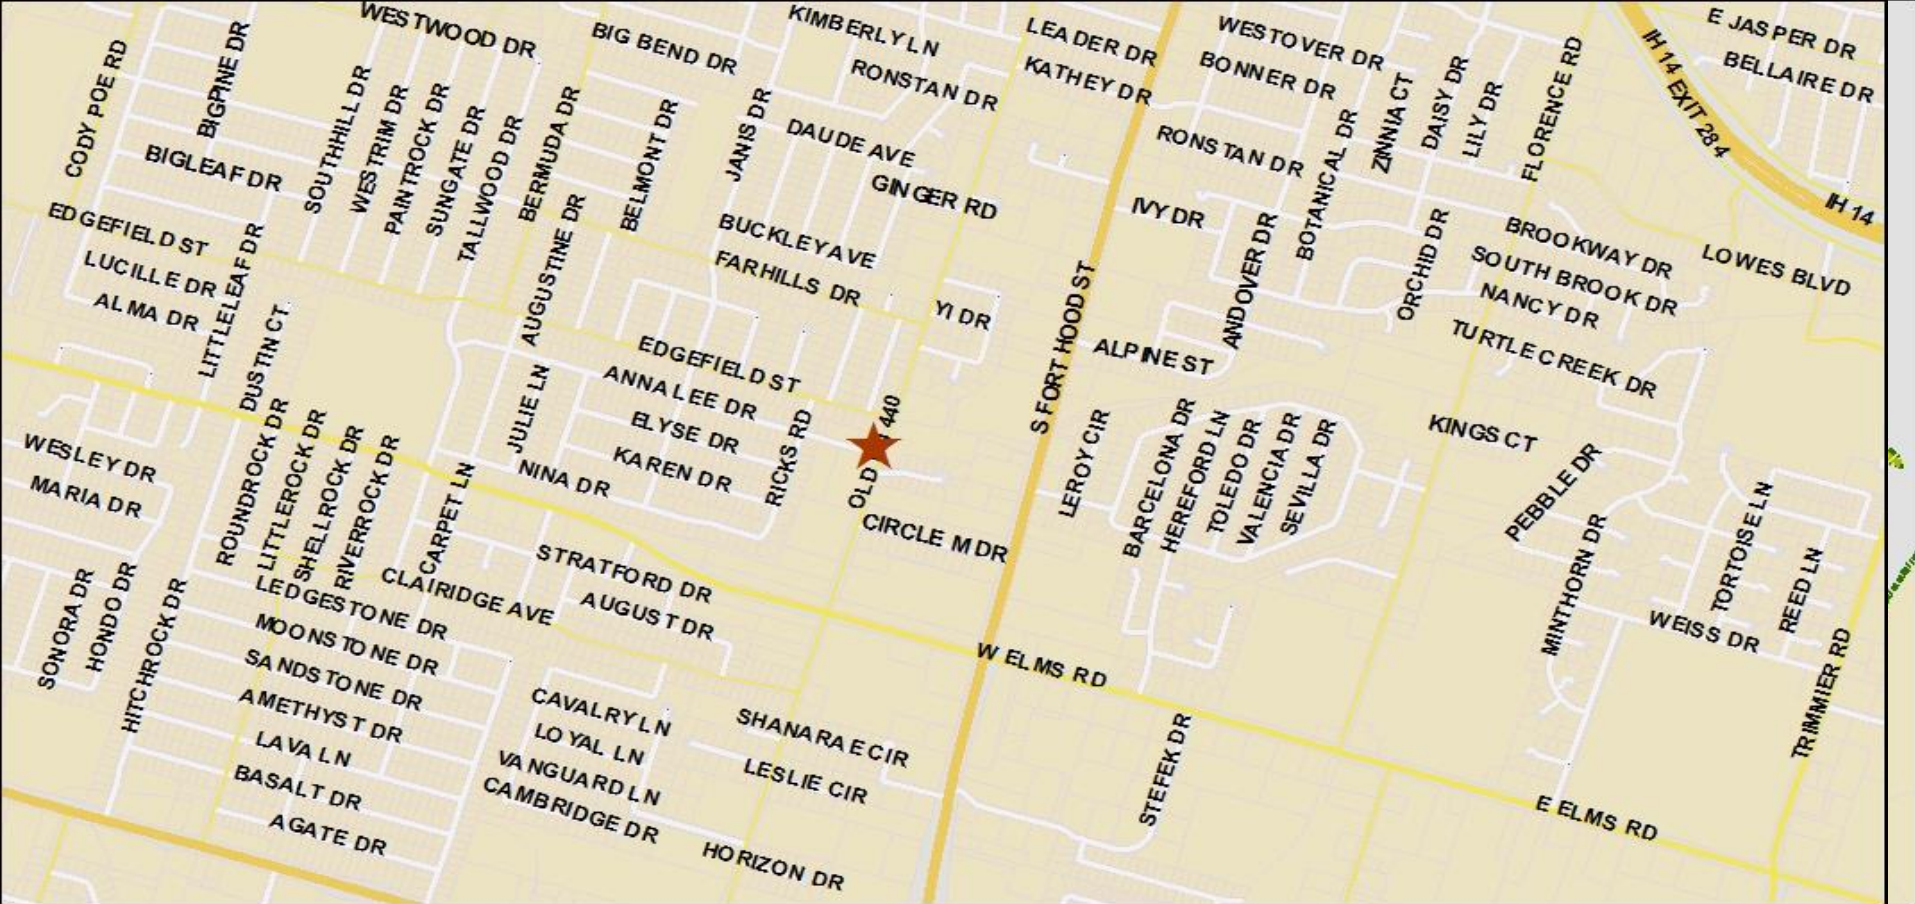 WESTWOOD DR
BIG BEND DR
KIMBERLY LN
LEADER DR
WESTOVER DR
E JASPER DR
CODY POE RD
BIGPINE DR
RONSTAN DR
KATHEY DR
BONNER DR
FLORENCE RD
IH 14 EXIT 284
BELLAIRE DR
SOUTHHILL DR
WESTRIM DR
PAINTROCK DR
SUNGATE DR
TALLWOOD DR
BERMUDA DR
BELMONT DR
JANIS DR
DAUDE AVE
RONSTAN DR
BOTANICAL DR
ZINNIA CT
DAISY DR
LILY DR
BIGLEAF DR
GINGER RD
IVY DR
IH 14
EDGEFIELD ST
LITTLELEAF DR
AUGUSTINE DR
BUCKLEY AVE
ANDOVER DR
ORCHID DR
BROOKWAY DR
LOWES BLVD
LUCILLE DR
FARHILLS DR
S FORT HOOD ST
SOUTH BROOK DR
ALMA DR
DUSTIN CT
YI DR
NANCY DR
EDGEFIELD ST
ALPINE ST
TURTLE CREEK DR
JULIE LN
ANNA LEE DR
440
ROUNDROCK DR
LITTLEROCK DR
SHELLROCK DR
RIVERROCK DR
ELYSE DR
RICKS RD
LEROY CIR
BARCELONA DR
HEREFORD LN
TOLEDO DR
VALENCIA DR
SEVILLA DR
KINGS CT
WESLEY DR
CARPET LN
NINA DR
KAREN DR
OLD
PEBBLE DR
MARIA DR
CIRCLE M DR
MINTHORN DR
TORTOISE LN
REED LN
SONORA DR
HONDO DR
HITCHROCK DR
LEDGESTONE DR
CLAIRIDGE AVE
STRATFORD DR
AUGUST DR
WEISS DR
MOONSTONE DR
W ELMS RD
TRIMMIER RD
SANDSTONE DR
CAVALRY LN
AMETHYST DR
LOYAL LN
SHANARAE CIR
STEFEK DR
LAVA LN
VANGUARD LN
LESLIE CIR
BASALT DR
CAMBRIDGE DR
E ELMS RD
AGATE DR
HORIZON DR